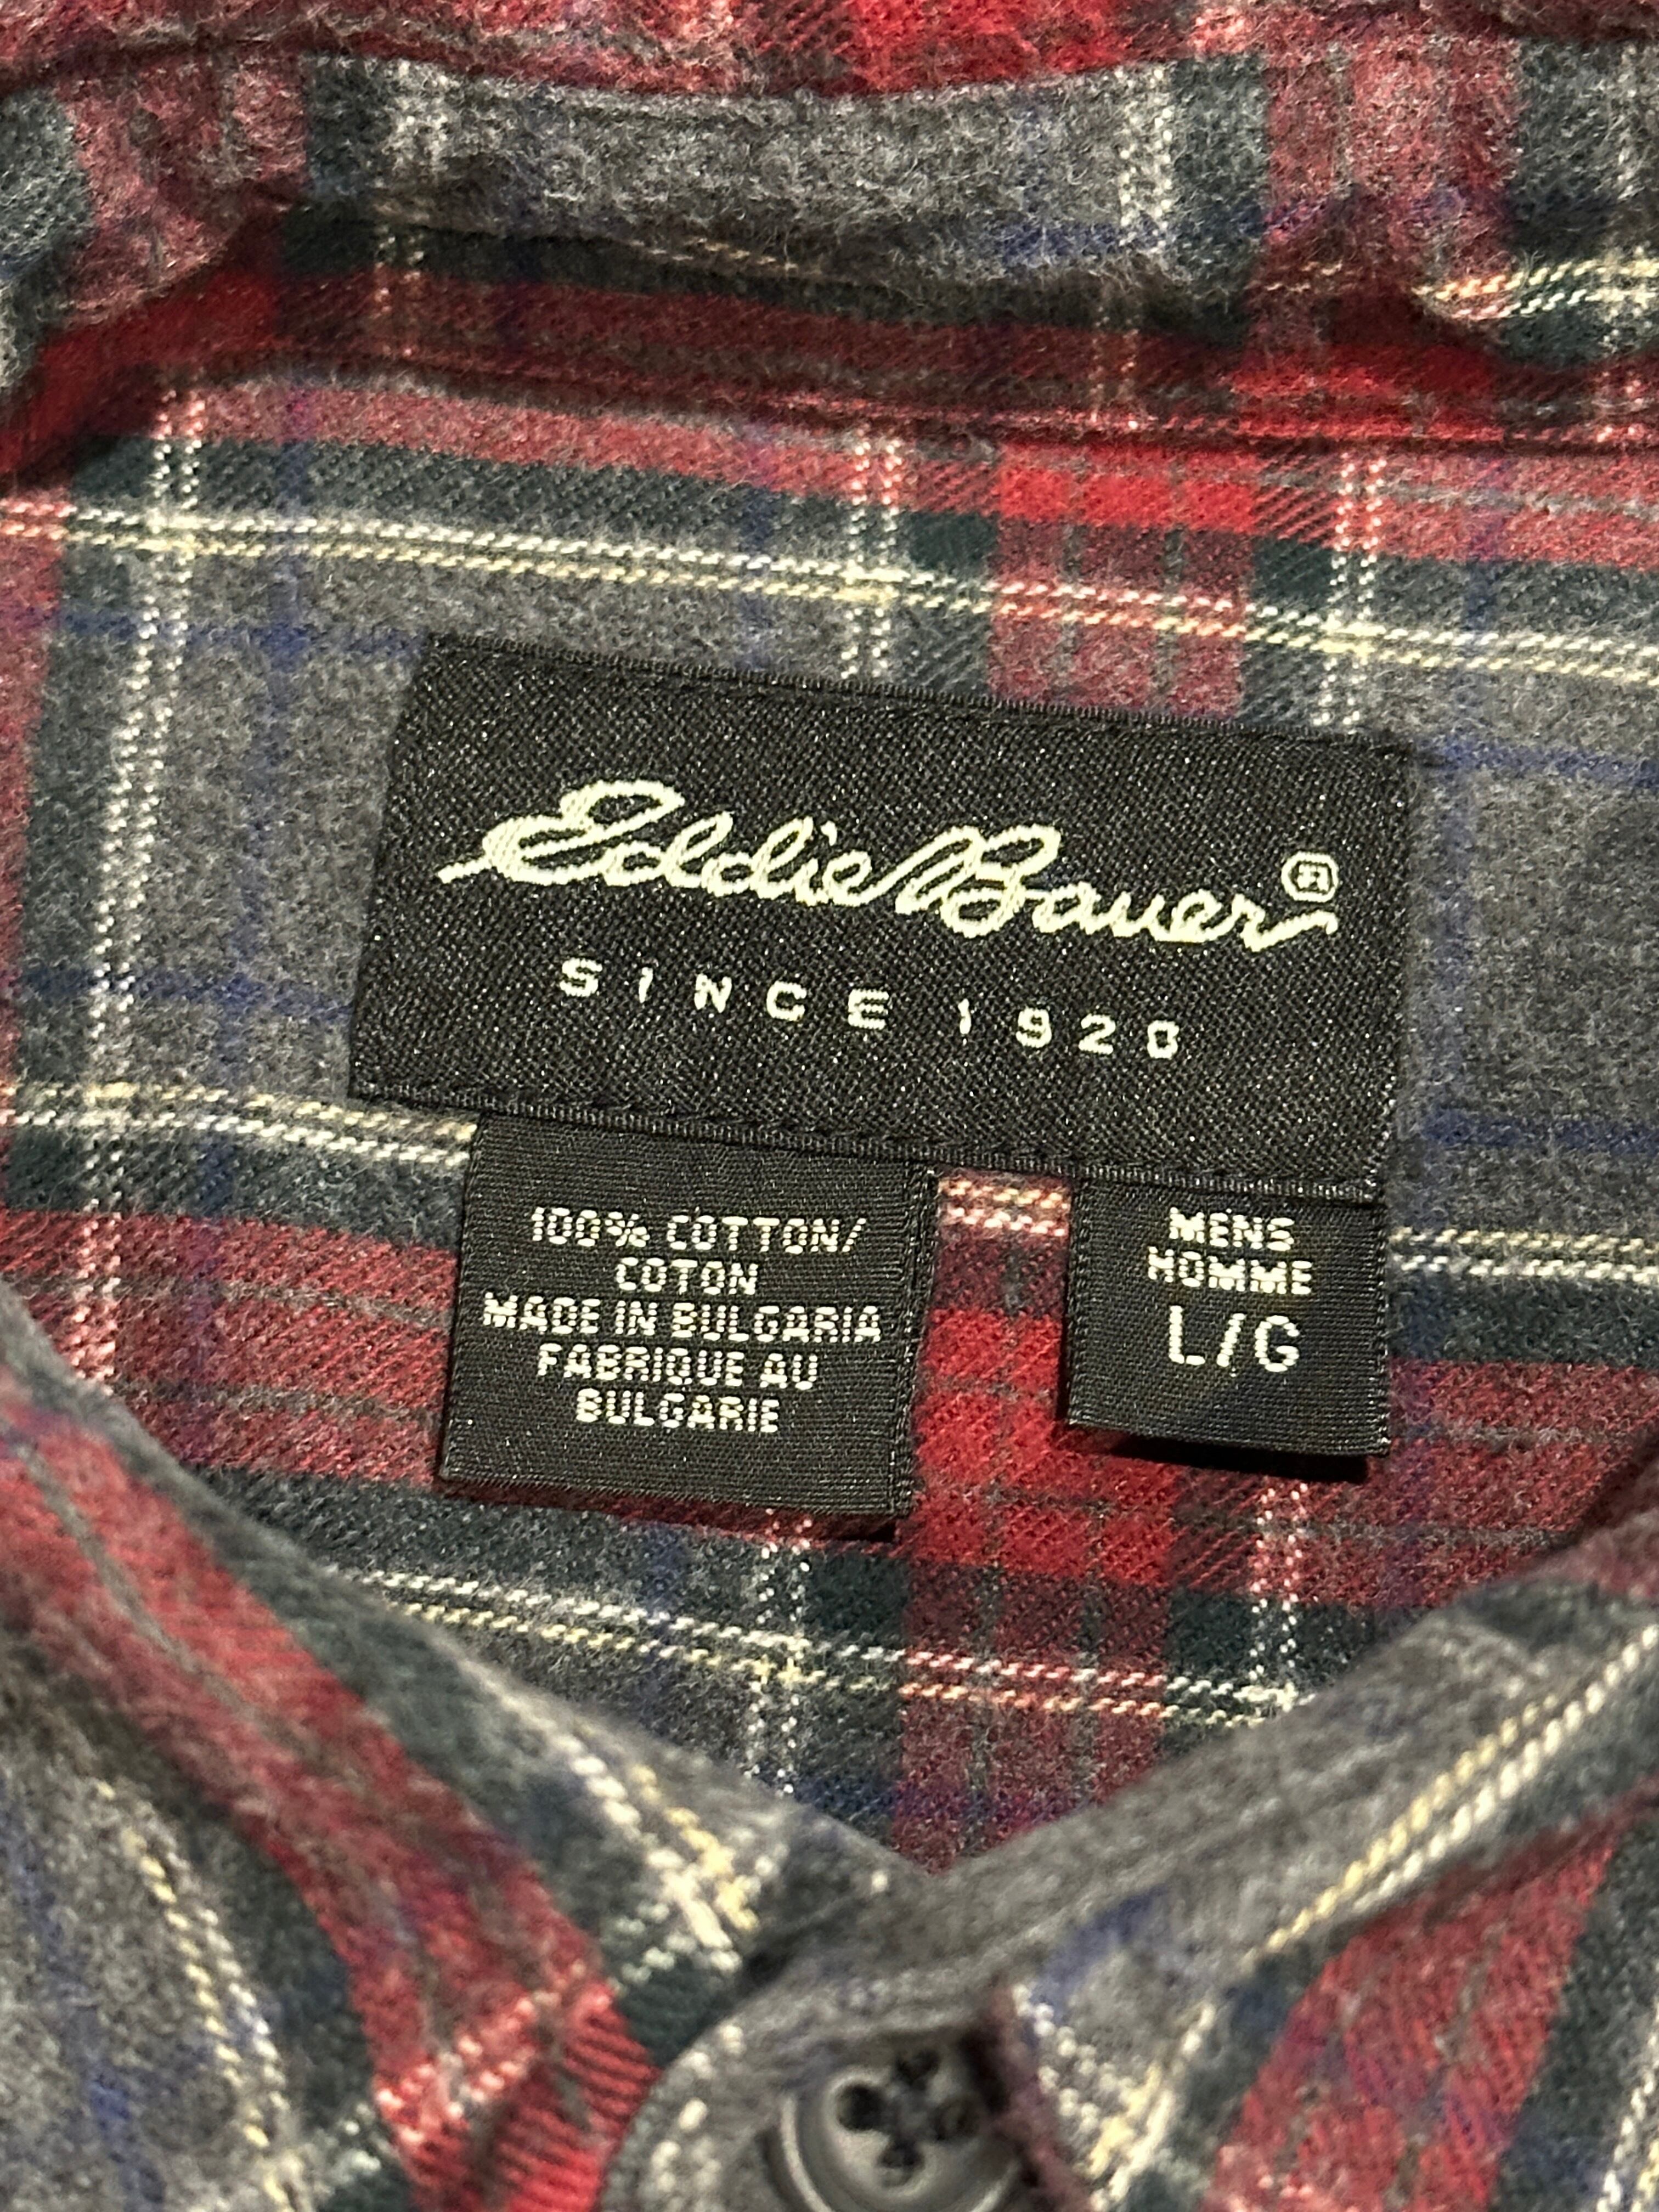 Eddie Bauer®
SINCE 1920
100% COTTON/
COTON
MADE IN BULGARIA
FABRIQUE AU
BULGARIE
MENS
HOMME
L/G